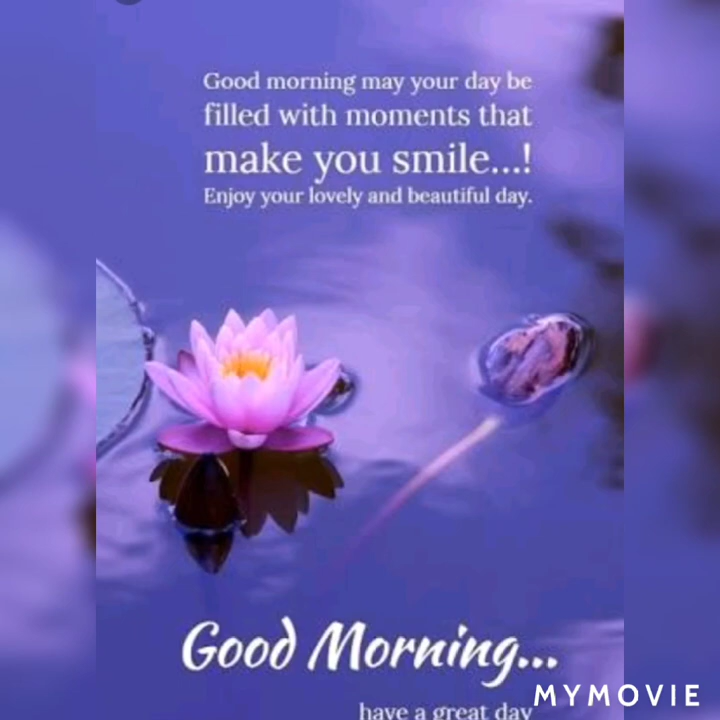 Good morning may your day be
filled with moments that
make you smile...!
Enjoy your lovely and beautiful day.
Good Morning...
have a great day
MYMOVIE